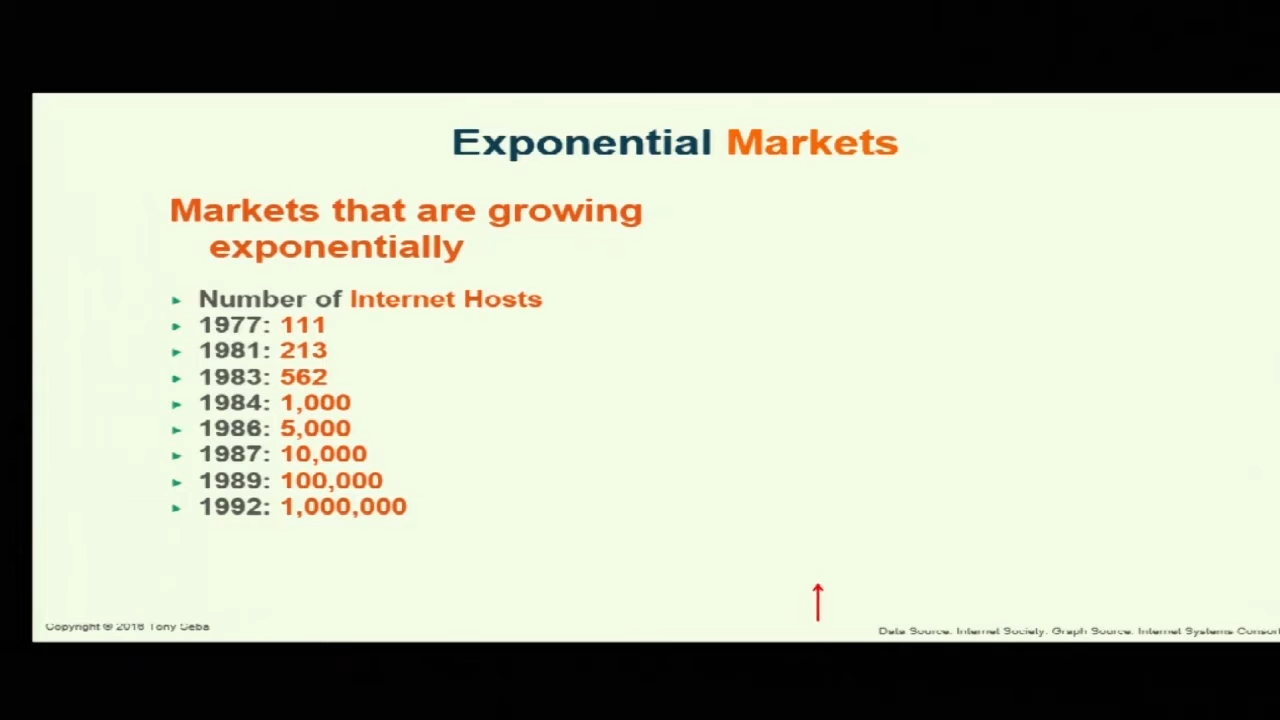 Exponential Markets
Markets that are growing
exponentially
▸ Number of Internet Hosts
▸ 1977: 111
▸ 1981: 213
▸ 1983: 562
▸ 1984: 1,000
▸ 1986: 5,000
▸ 1987: 10,000
▸ 1989: 100,000
▸ 1992: 1,000,000
Copyright © 2016 Tony Seba
Data Source. Internet Society. Graph Source. Internet Systems Consort